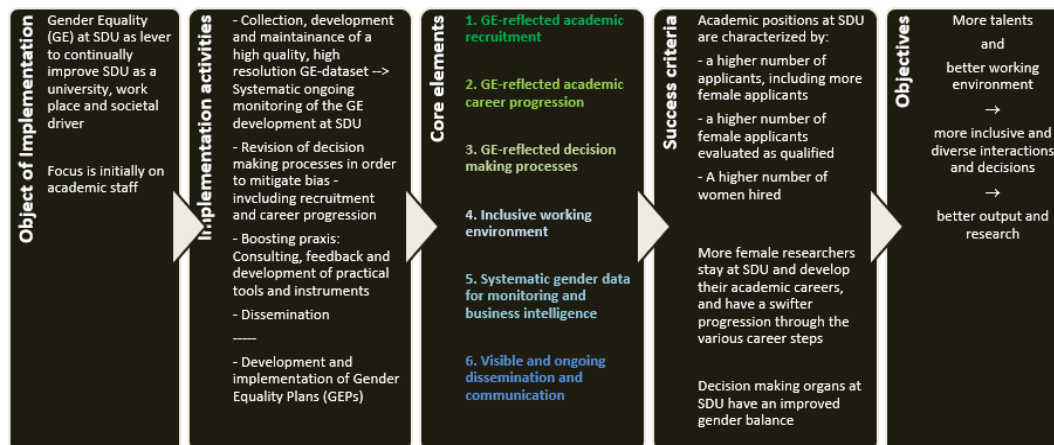 Object of Implementation
Gender Equality
(GE) at SDU as lever
to continually
improve SDU as a
university, work
place and societal
driver
Focus is initially on
academic staff
Implementation activities
- Collection, development
and maintainance of a
high quality, high
resolution GE-dataset -->
Systematic ongoing
monitoring of the GE
development at SDU
- Revision of decision
making processes in order
to mitigate bias -
invcluding recruitment
and career progression
- Boosting praxis:
Consulting, feedback and
development of practical
tools and instruments
- Dissemination
-----
- Development and
implementation of Gender
Equality Plans (GEPs)
Core elements
1. GE-reflected academic
recruitment
2. GE-reflected academic
career progression
3. GE-reflected decision
making processes
4. Inclusive working
environment
5. Systematic gender data
for monitoring and
business intelligence
6. Visible and ongoing
dissemination and
communication
Success criteria
Academic positions at SDU
are characterized by:
- a higher number of
applicants, including more
female applicants
- a higher number of
female applicants
evaluated as qualified
- A higher number of
women hired
More female researchers
stay at SDU and develop
their academic careers,
and have a swifter
progression through the
various career steps
Decision making organs at
SDU have an improved
gender balance
Objectives
More talents
and
better working
environment
→
more inclusive and
diverse interactions
and decisions
→
better output and
research